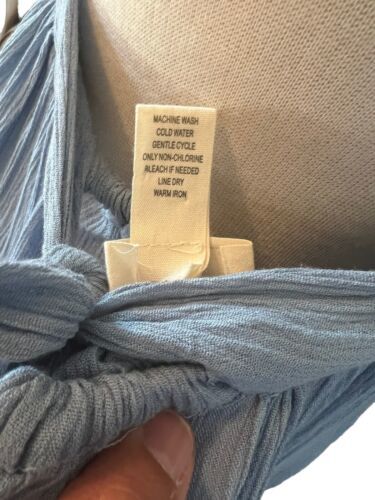 MACHINE WASH
COLD WATER
GENTLE CYCLE
ONLY NON-CHLORINE
BLEACH IF NEEDED
LINE DRY
WARM IRON